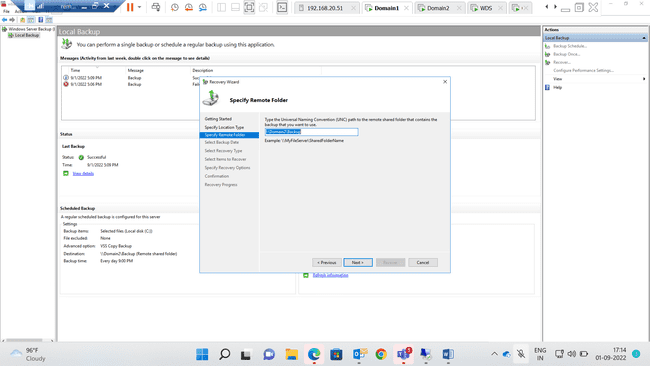 rem...
192.168.20.51
Domain1
Domain2
WDS
File
Windows Server Backup (
Local Backup
Local Backup
You can perform a single backup or schedule a regular backup using this application.
Messages (Activity from last week, double click on the message to see details)
Time
Message
Description
9/1/2022 5:09 PM
Backup
9/1/2022 5:09 PM
Backup
Status
Last Backup
Status:
Successful
Time:
9/1/2022 5:09 PM
View details
Scheduled Backup
A regular scheduled backup is configured for this server
Settings
Backup items:
Selected files (Local disk (C:))
File excluded:
None
Advanced option:
VSS Copy Backup
Destination:
\\Domain2\Backup (Remote shared folder)
Backup time:
Every day 9:00 PM
Refresh information
Recovery Wizard
Specify Remote Folder
Getting Started
Specify Location Type
Specify Remote Folder
Select Backup Date
Select Recovery Type
Select Items to Recover
Specify Recovery Options
Confirmation
Recovery Progress
Type the Universal Naming Convention (UNC) path to the remote shared folder that contains the
backup that you want to use.
\\Domain2\Backup
Example: \\MyFileServer\SharedFolderName
< Previous
Next >
Recover
Cancel
Actions
Local Backup
Backup Schedule...
Backup Once...
Recover...
Configure Performance Settings...
View
Help
96°F
Cloudy
ENG
IN
17:14
01-09-2022